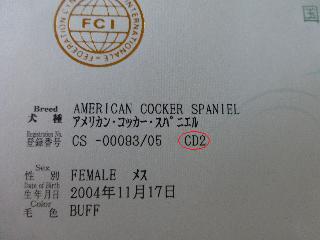 FCI
国
Breed AMERICAN COCKER SPANIEL
犬種 アメリカン・コッカー・スパニエル
Registration No.
登録番号 CS -00093/05 CD2
Sex
性別 FEMALE メス
Date of Birth
生年月日 2004年11月17日
Color
毛色 BUFF